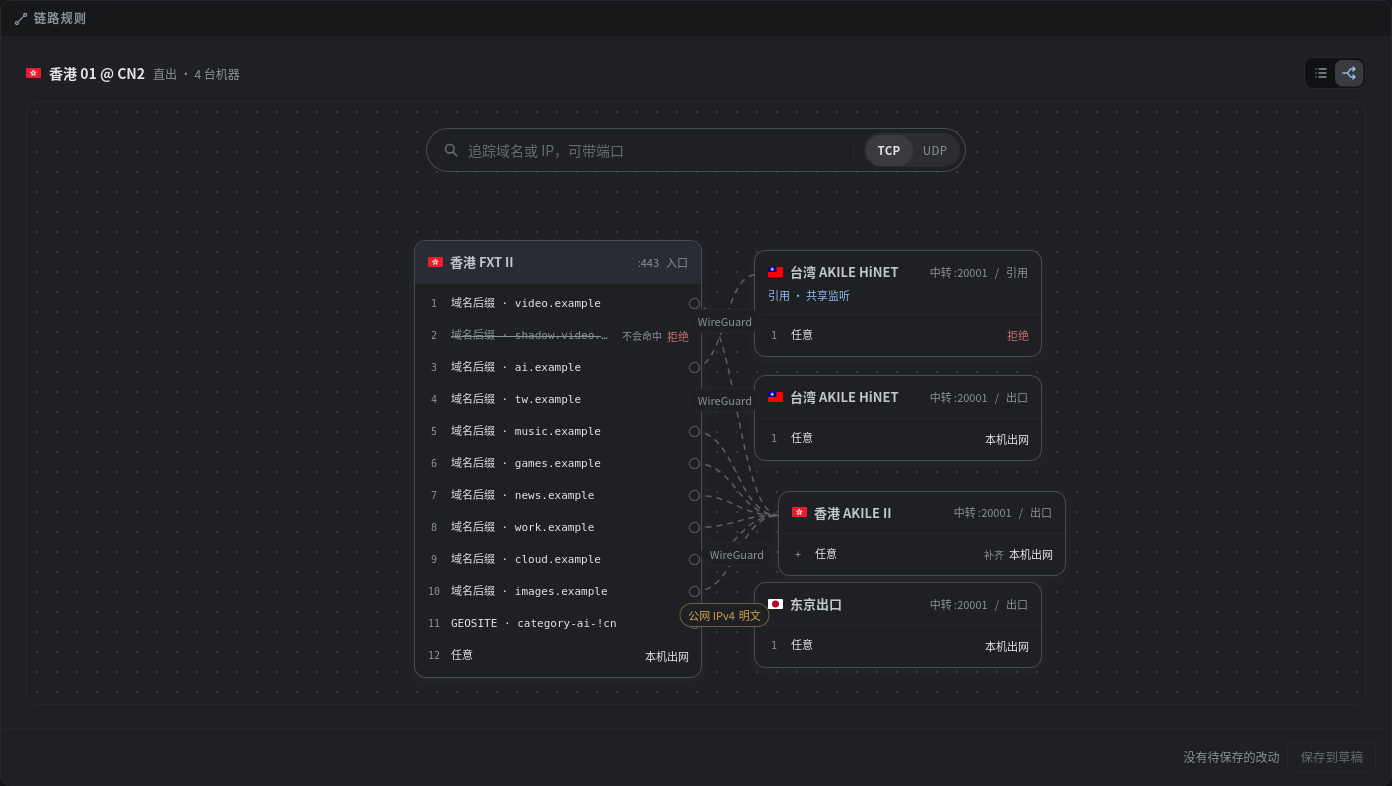 链路规则
香港 01 @ CN2 直出 · 4 台机器
追踪域名或 IP，可带端口 TCP UDP
香港 FXT II :443 入口
1 域名后缀 · video.example
2 域名后缀 · shadow.video.… 不会命中 拒绝
3 域名后缀 · ai.example
4 域名后缀 · tw.example
5 域名后缀 · music.example
6 域名后缀 · games.example
7 域名后缀 · news.example
8 域名后缀 · work.example
9 域名后缀 · cloud.example
10 域名后缀 · images.example
11 GEOSITE · category-ai-!cn
12 任意 本机出网
WireGuard
WireGuard
WireGuard
公网 IPv4 明文
台湾 AKILE HiNET 中转 :20001 / 引用
引用 · 共享监听
1 任意 拒绝
台湾 AKILE HiNET 中转 :20001 / 出口
1 任意 本机出网
香港 AKILE II 中转 :20001 / 出口
+ 任意 补齐 本机出网
东京出口 中转 :20001 / 出口
1 任意 本机出网
没有待保存的改动 保存到草稿